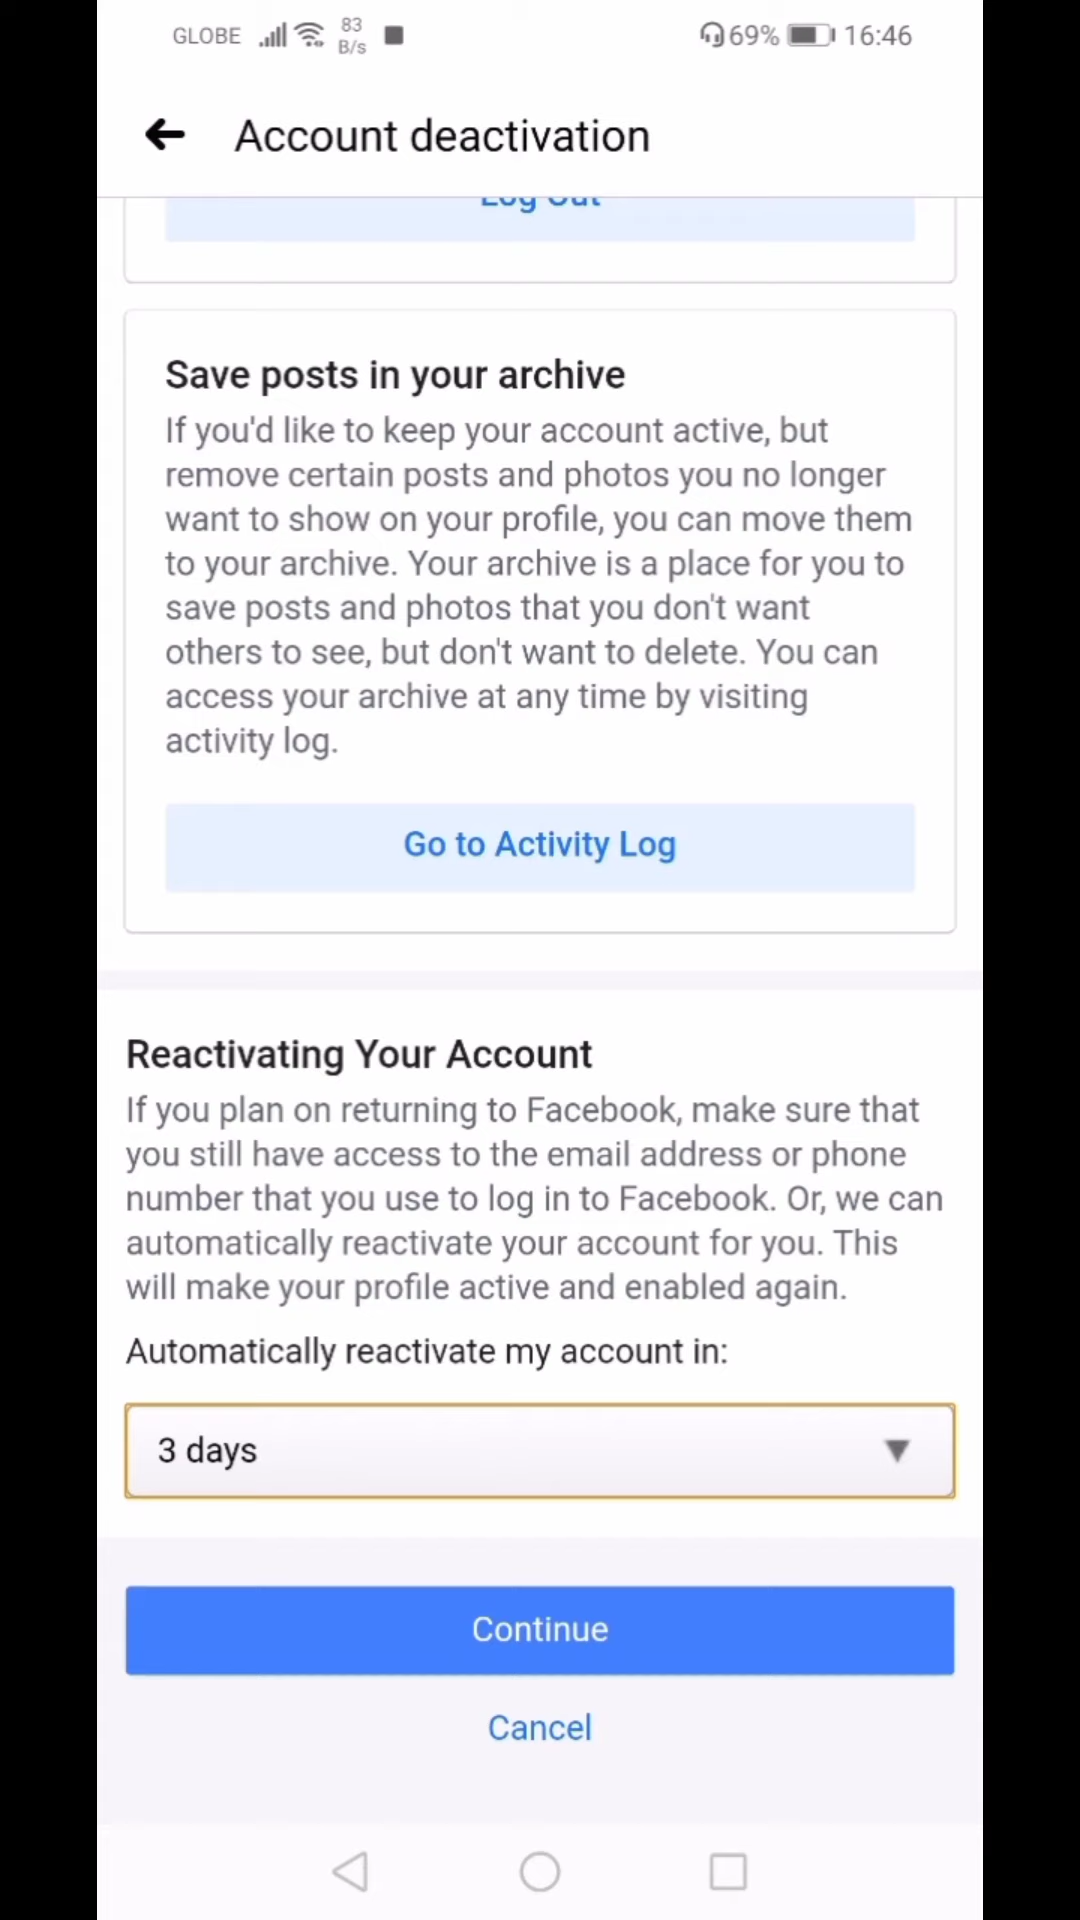 GLOBE 83 B/s 69% 16:46
Account deactivation
Log Out
Save posts in your archive
If you'd like to keep your account active, but
remove certain posts and photos you no longer
want to show on your profile, you can move them
to your archive. Your archive is a place for you to
save posts and photos that you don't want
others to see, but don't want to delete. You can
access your archive at any time by visiting
activity log.
Go to Activity Log
Reactivating Your Account
If you plan on returning to Facebook, make sure that
you still have access to the email address or phone
number that you use to log in to Facebook. Or, we can
automatically reactivate your account for you. This
will make your profile active and enabled again.
Automatically reactivate my account in:
3 days
Continue
Cancel